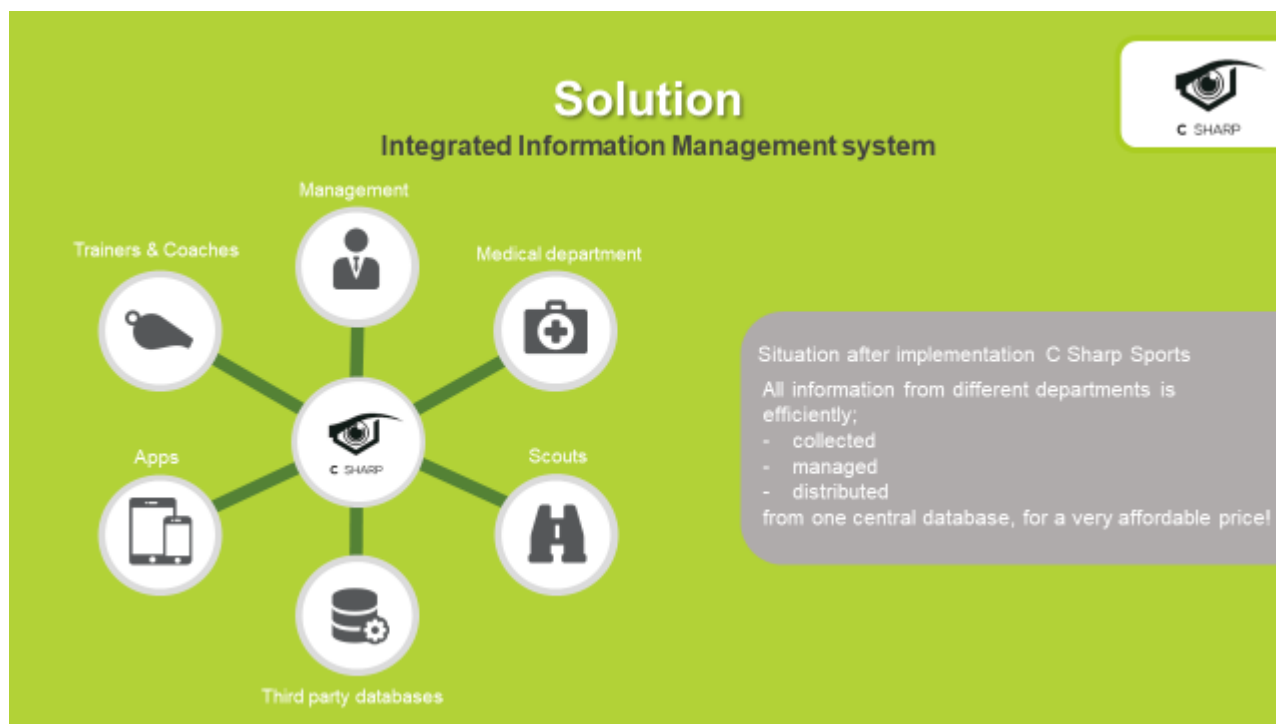 Solution
Integrated Information Management system
C SHARP
Management
Trainers & Coaches
Medical department
C SHARP
Apps
Scouts
Third party databases
Situation after implementation C Sharp Sports
All information from different departments is
efficiently;
- collected
- managed
- distributed
from one central database, for a very affordable price!